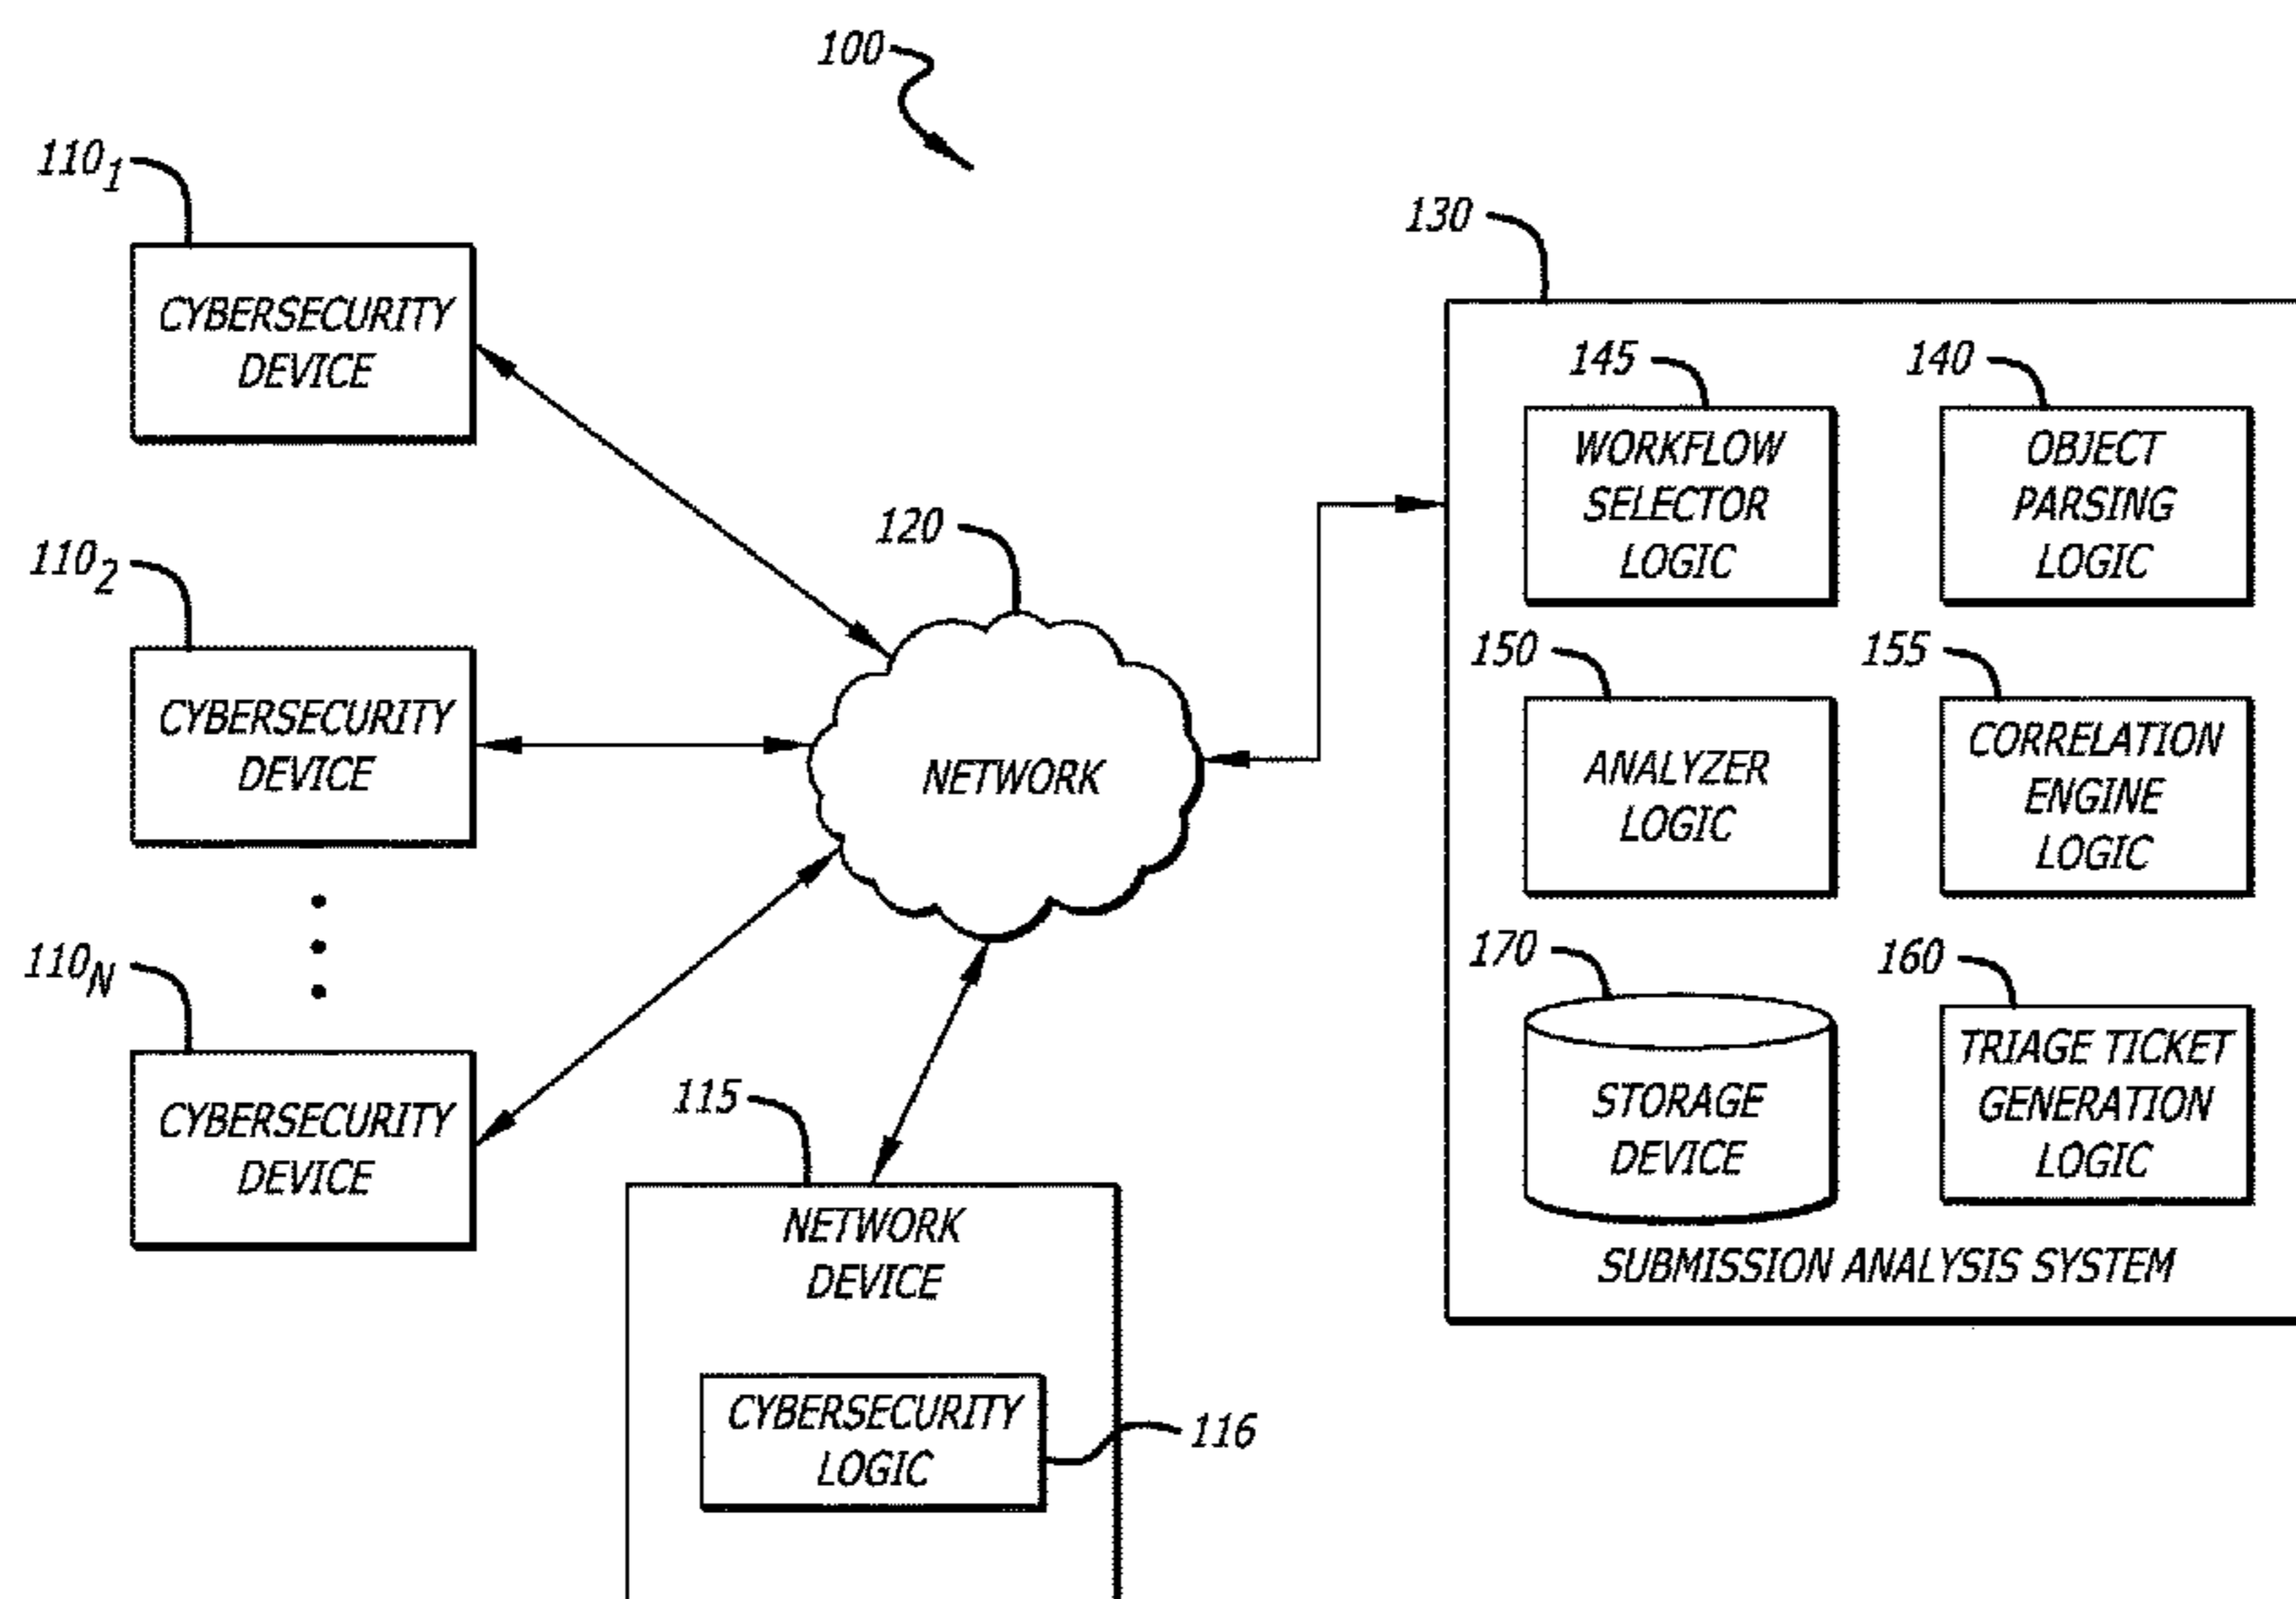 100
110₁
CYBERSECURITY
DEVICE
110₂
CYBERSECURITY
DEVICE
110N
CYBERSECURITY
DEVICE
120
NETWORK
115
NETWORK
DEVICE
CYBERSECURITY
LOGIC
116
130
145
WORKFLOW
SELECTOR
LOGIC
140
OBJECT
PARSING
LOGIC
150
ANALYZER
LOGIC
155
CORRELATION
ENGINE
LOGIC
170
STORAGE
DEVICE
160
TRIAGE TICKET
GENERATION
LOGIC
SUBMISSION ANALYSIS SYSTEM